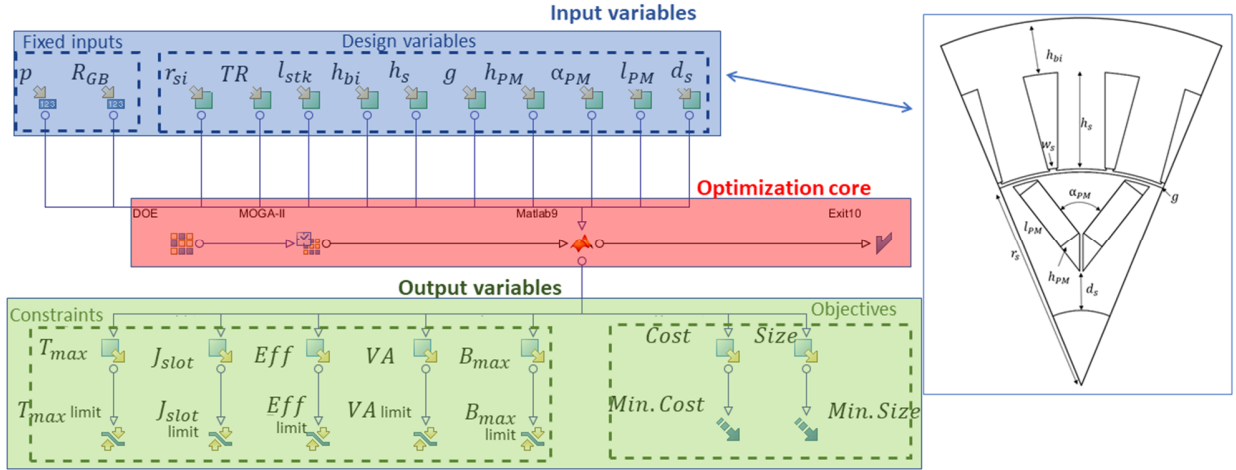 Input variables
Fixed inputs
Design variables
p
R_GB
r_si
TR
l_stk
h_bi
h_s
g
h_PM
α_PM
l_PM
d_s
123
123
Optimization core
DOE
MOGA-II
Matlab9
Exit10
Output variables
Constraints
Objectives
T_max
J_slot
Eff
VA
B_max
Cost
Size
T_max limit
J_slot limit
Eff limit
VA limit
B_max limit
Min. Cost
Min. Size
h_bi
h_s
w_s
α_PM
g
l_PM
r_s
h_PM
d_s